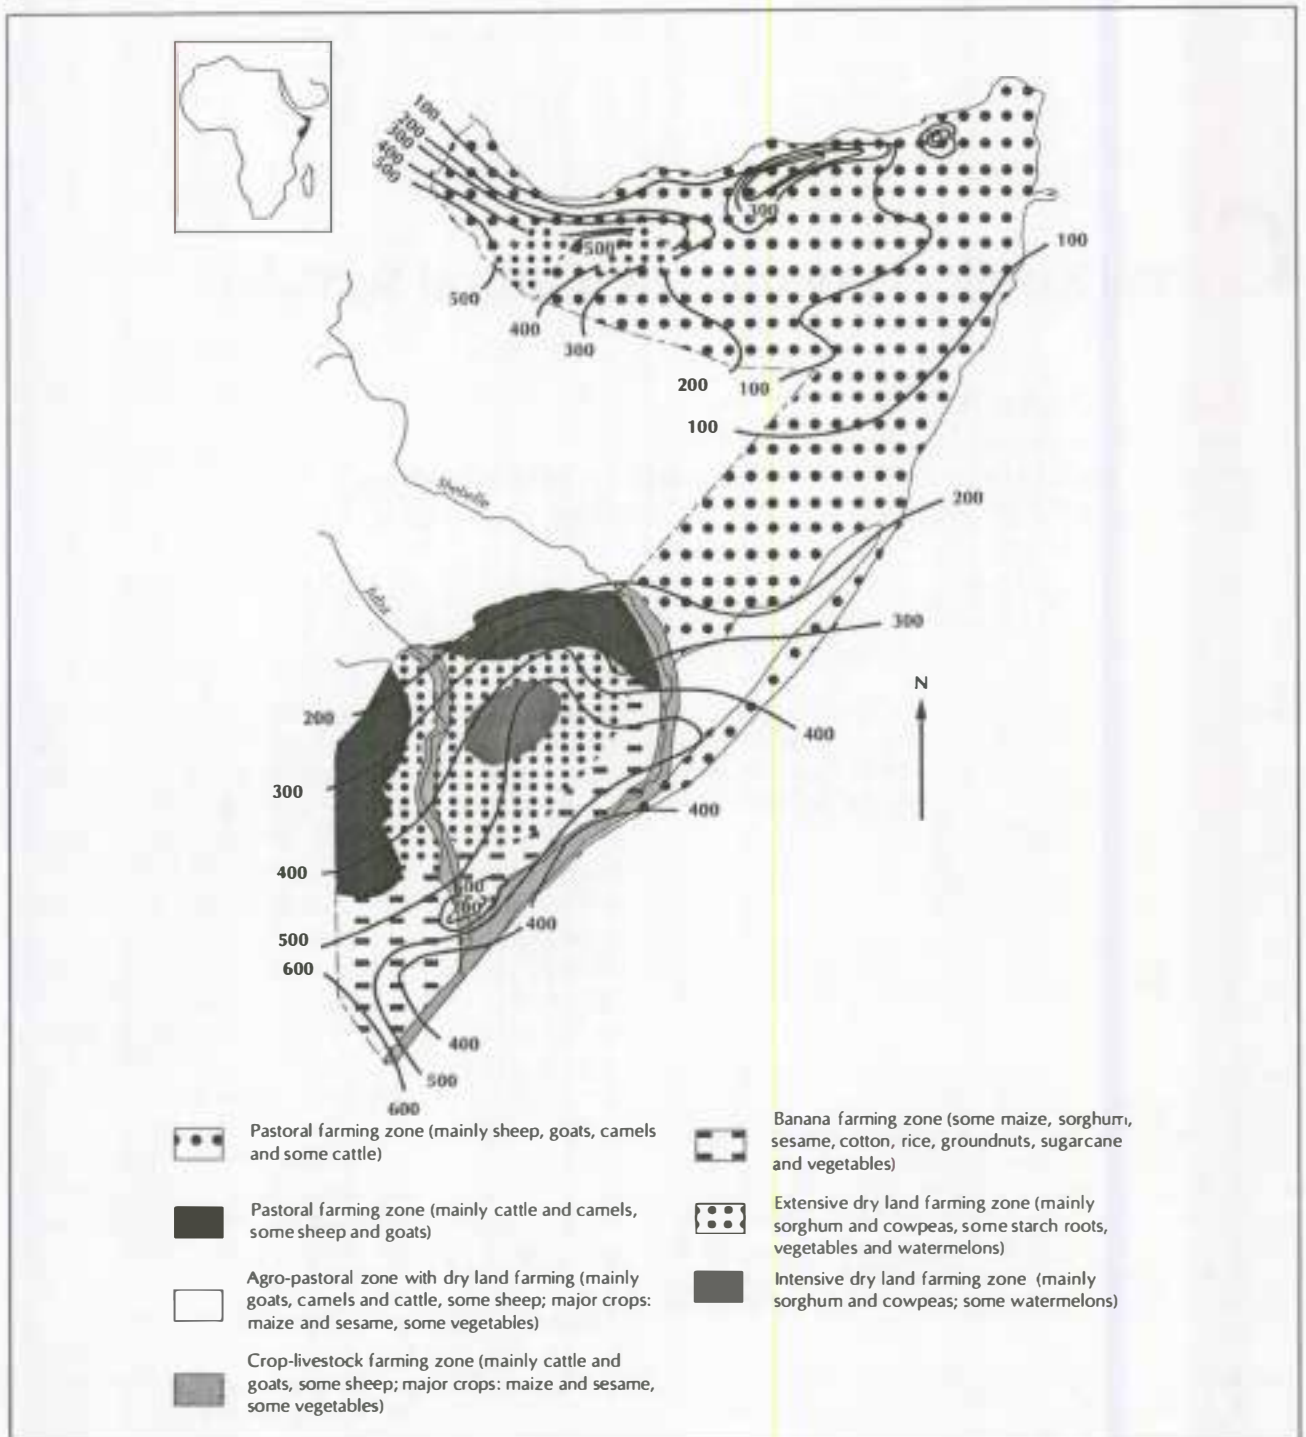 100
200
300
400
500
300
500
500
400
300
200
100
100
100
Shebelle
200
Juba
300
N
200
400
300
400
400
400
500
600
400
500
600
Pastoral farming zone (mainly sheep, goats, camels
and some cattle)
Pastoral farming zone (mainly cattle and camels,
some sheep and goats)
Agro-pastoral zone with dry land farming (mainly
goats, camels and cattle, some sheep; major crops:
maize and sesame, some vegetables)
Crop-livestock farming zone (mainly cattle and
goats, some sheep; major crops: maize and sesame,
some vegetables)
Banana farming zone (some maize, sorghum,
sesame, cotton, rice, groundnuts, sugarcane
and vegetables)
Extensive dry land farming zone (mainly
sorghum and cowpeas, some starch roots,
vegetables and watermelons)
Intensive dry land farming zone (mainly
sorghum and cowpeas; some watermelons)